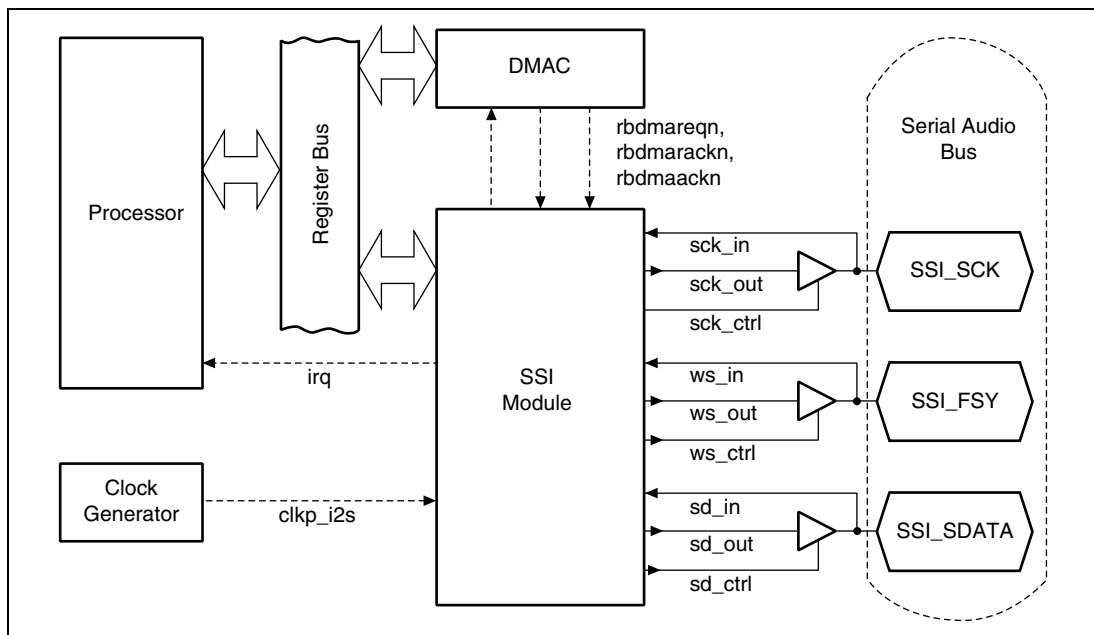 Processor
Register Bus
DMAC
rbdmareqn,
rbdmarackn,
rbdmaackn
Serial Audio
Bus
sck_in
sck_out
sck_ctrl
SSI_SCK
irq
SSI
Module
ws_in
ws_out
ws_ctrl
SSI_FSY
Clock
Generator
clkp_i2s
sd_in
sd_out
sd_ctrl
SSI_SDATA